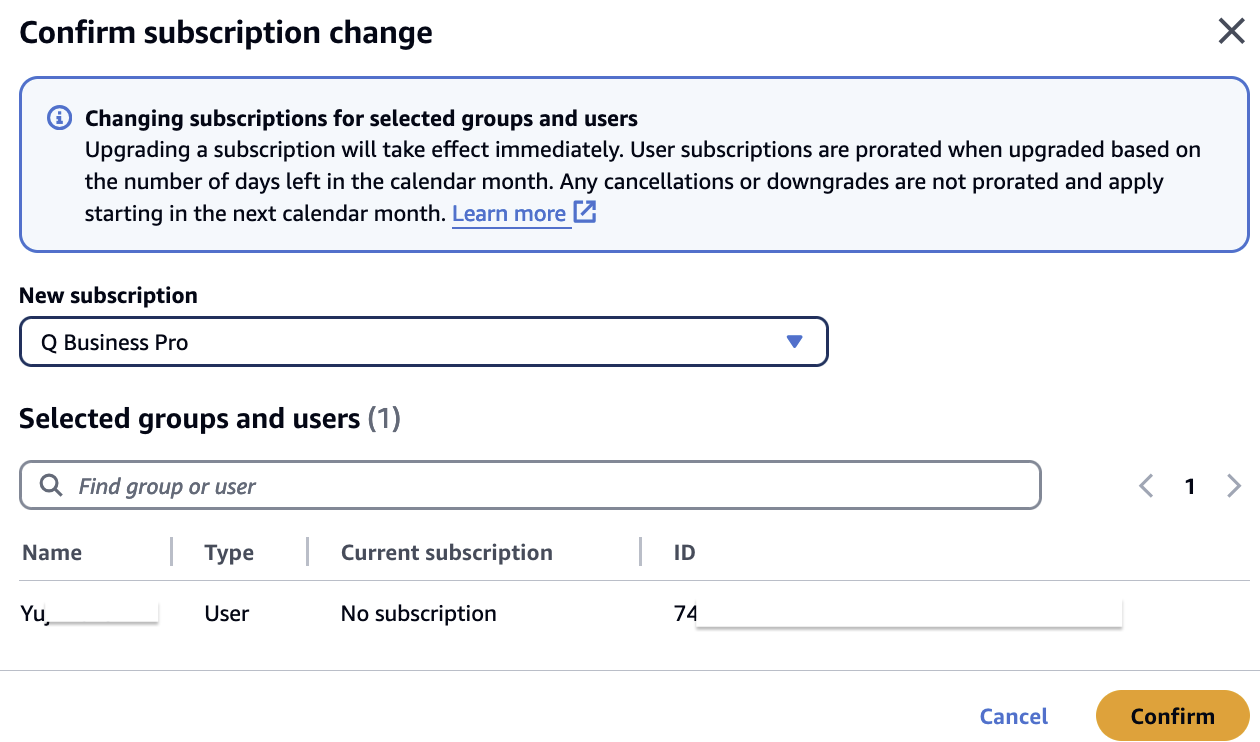 Confirm subscription change
Changing subscriptions for selected groups and users
Upgrading a subscription will take effect immediately. User subscriptions are prorated when upgraded based on
the number of days left in the calendar month. Any cancellations or downgrades are not prorated and apply
starting in the next calendar month. Learn more
New subscription
Q Business Pro
Selected groups and users (1)
Find group or user
1
Name Type Current subscription ID
User No subscription 74
Cancel Confirm